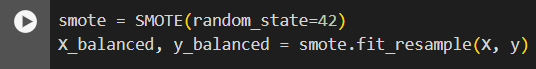 smote = SMOTE(random_state=42)
X_balanced, y_balanced = smote.fit_resample(X, y)